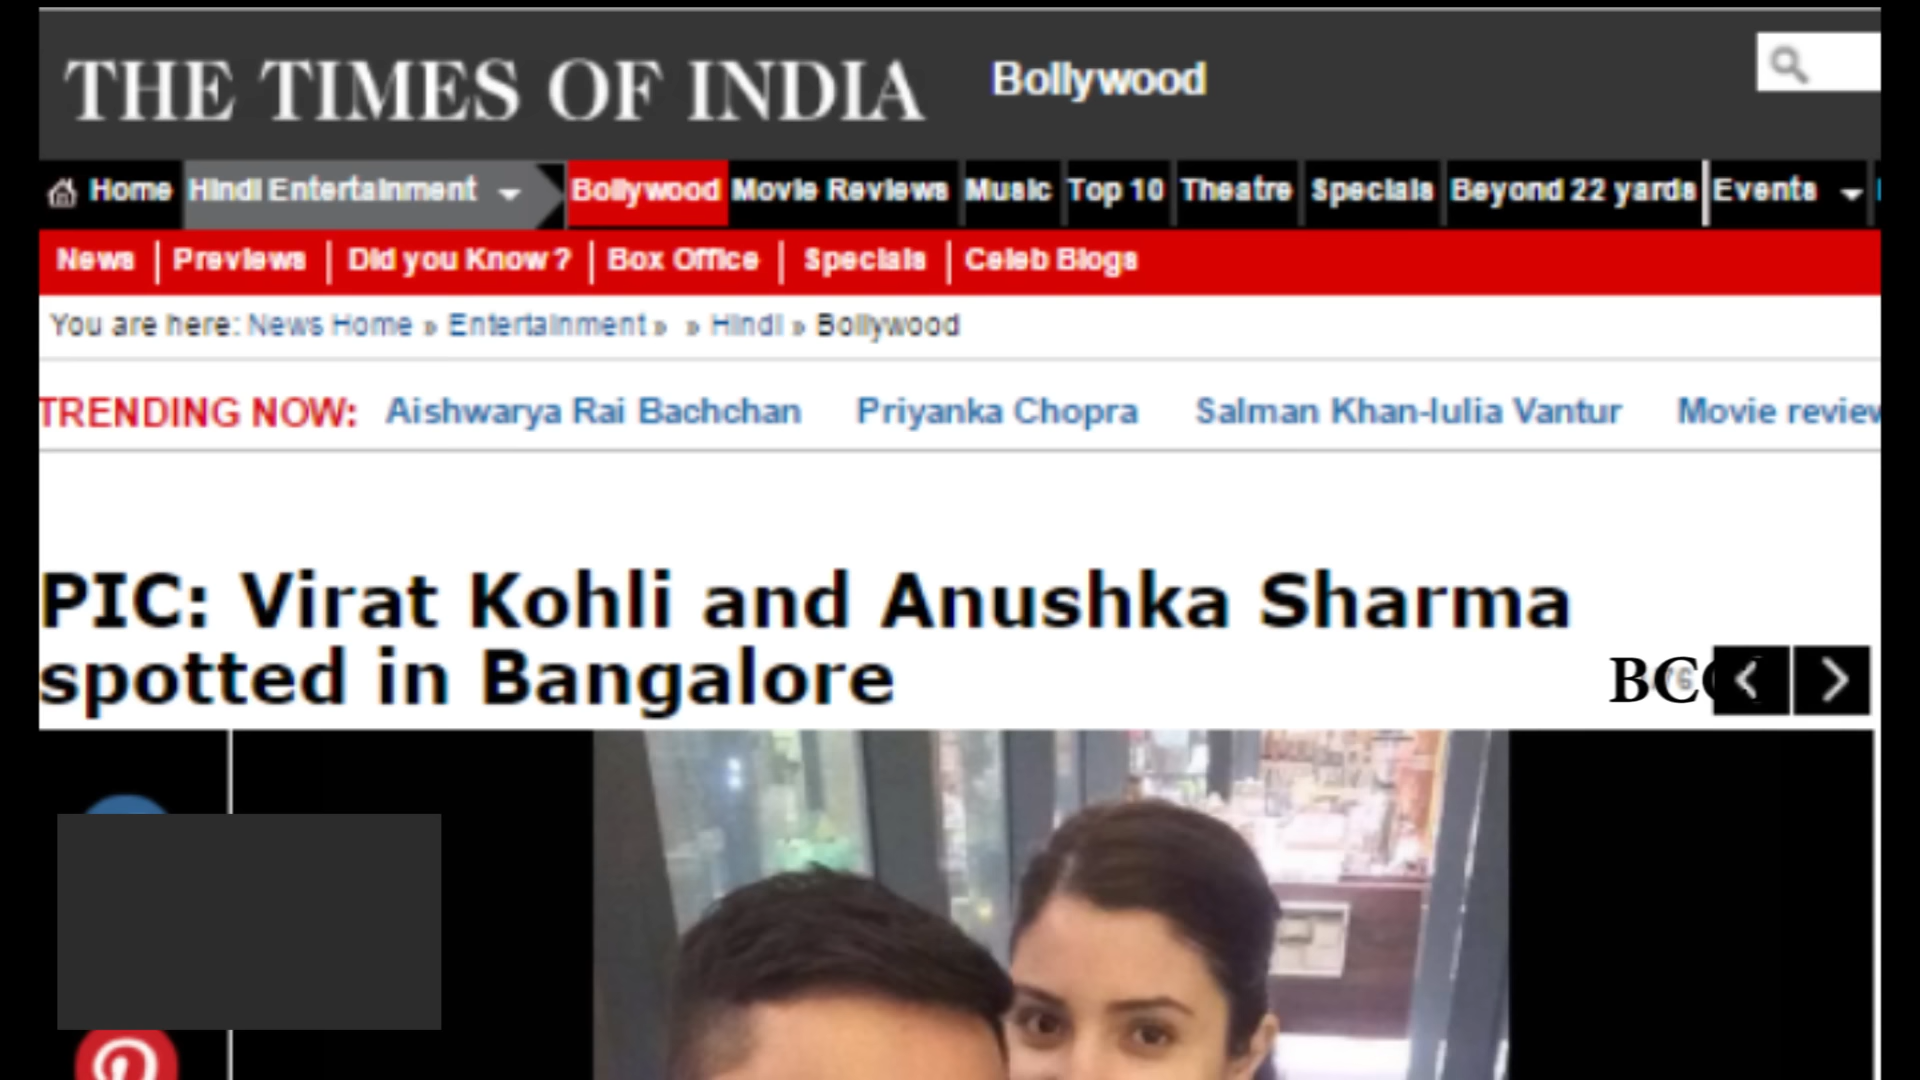 THE TIMES OF INDIA Bollywood
Home Hindi Entertainment Bollywood Movie Reviews Music Top 10 Theatre Specials Beyond 22 yards Events
News Previews Did you Know? Box Office Specials Celeb Blogs
You are here: News Home » Entertainment » » Hindi » Bollywood
TRENDING NOW: Aishwarya Rai Bachchan Priyanka Chopra Salman Khan-Iulia Vantur Movie review
PIC: Virat Kohli and Anushka Sharma
spotted in Bangalore